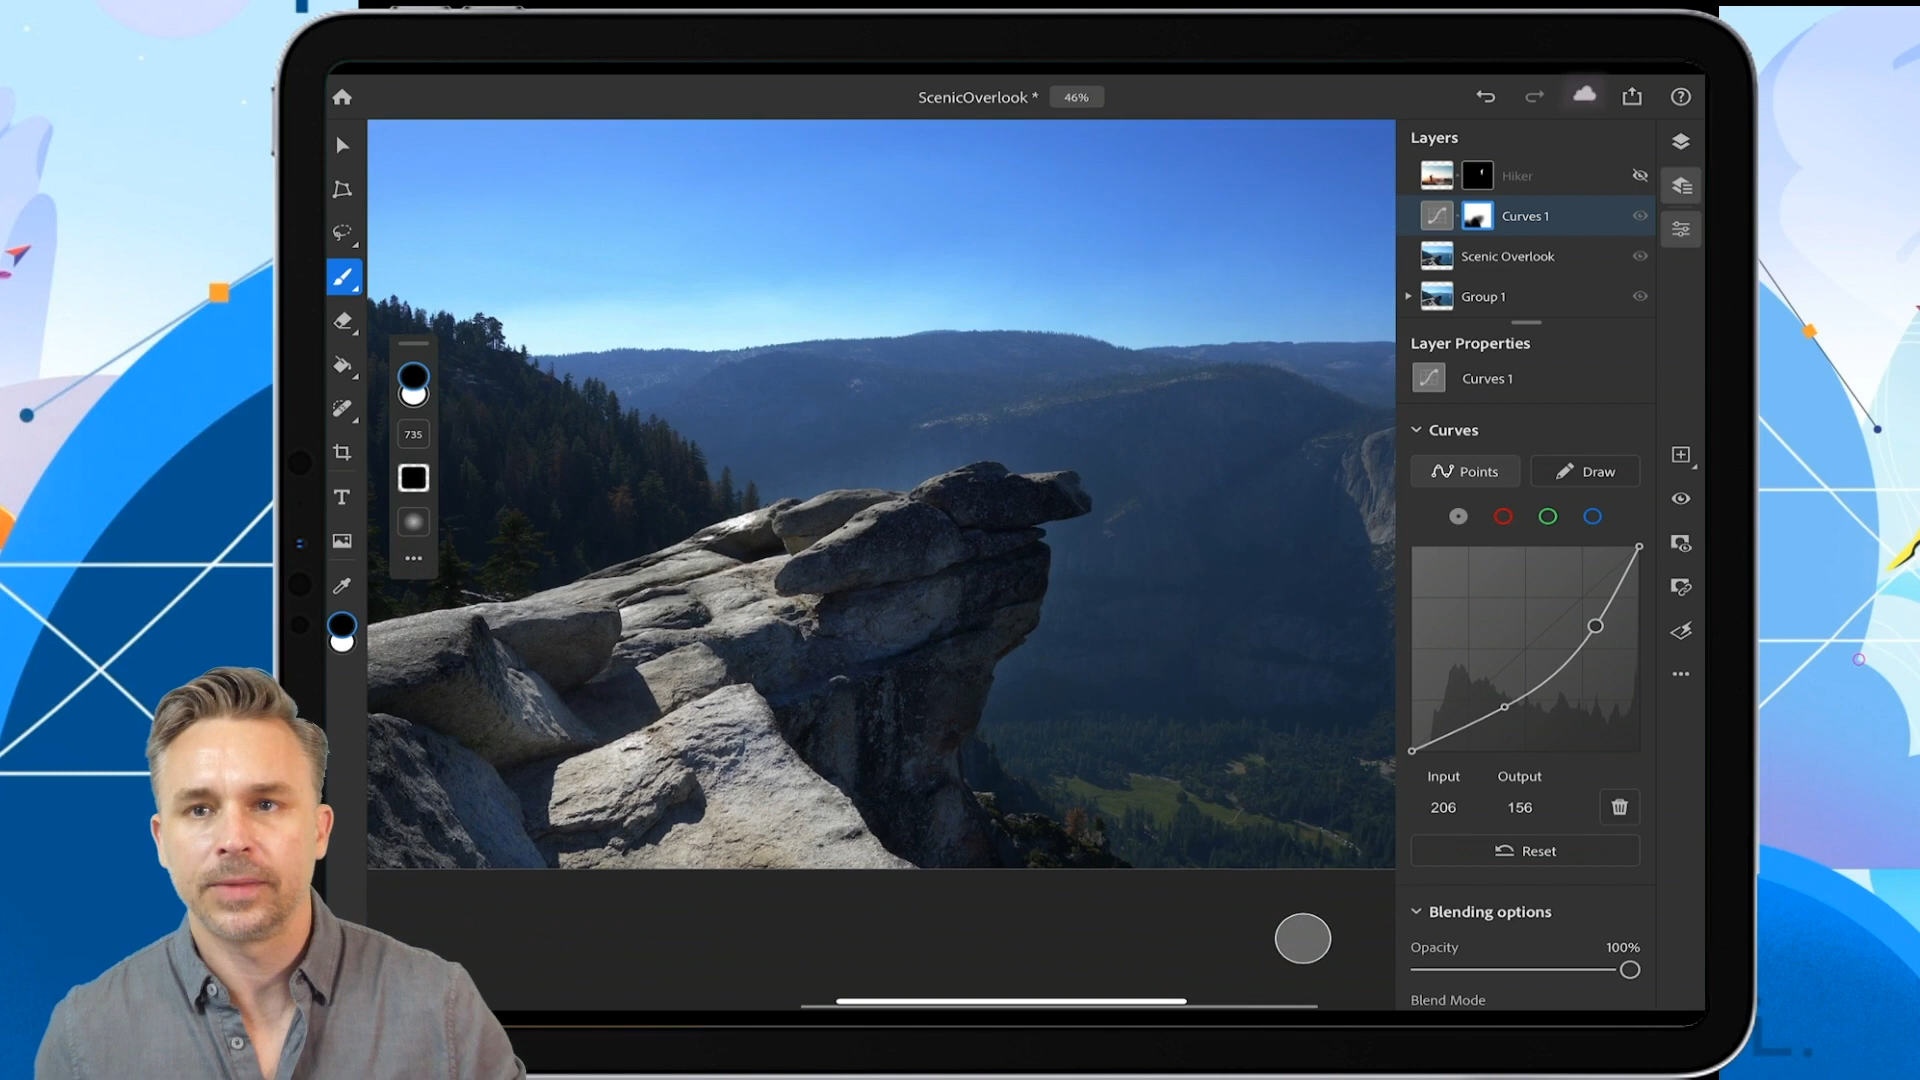 ScenicOverlook * 46%
Layers
Hiker
Curves 1
Scenic Overlook
Group 1
Layer Properties
Curves 1
Curves
Points Draw
735
T
Input Output
206 156
Reset
Blending options
Opacity 100%
Blend Mode
L.